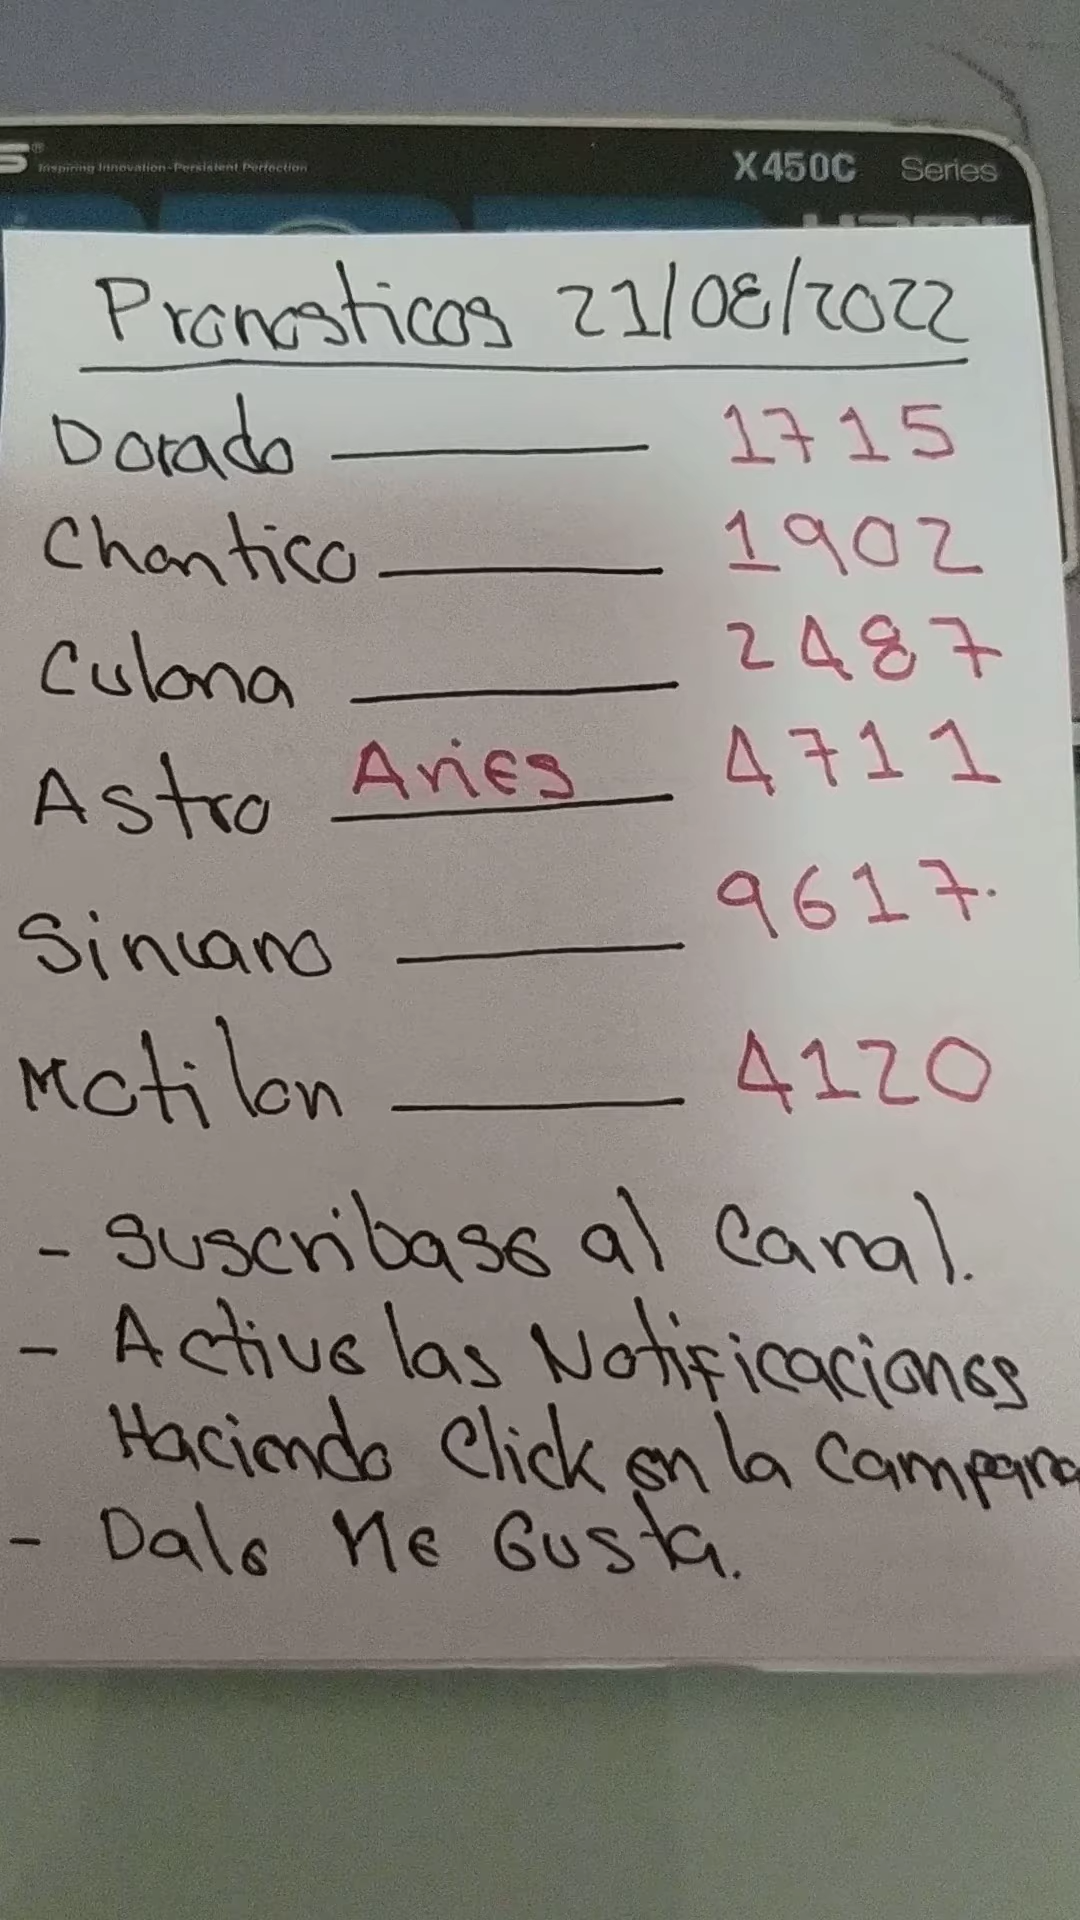 S® Inspiring Innovation-Persistent Perfection X450C Series
Pronosticos 21/08/2022
Dorado 1715
Chontico 1902
Culona 2487
Astro Aries 4711
Sinuano 9617.
Motilon 4120
- Suscribase al Canal.
- Active las Notificaciones
Haciendo Click en la Campana
- Dale Me Gusta.